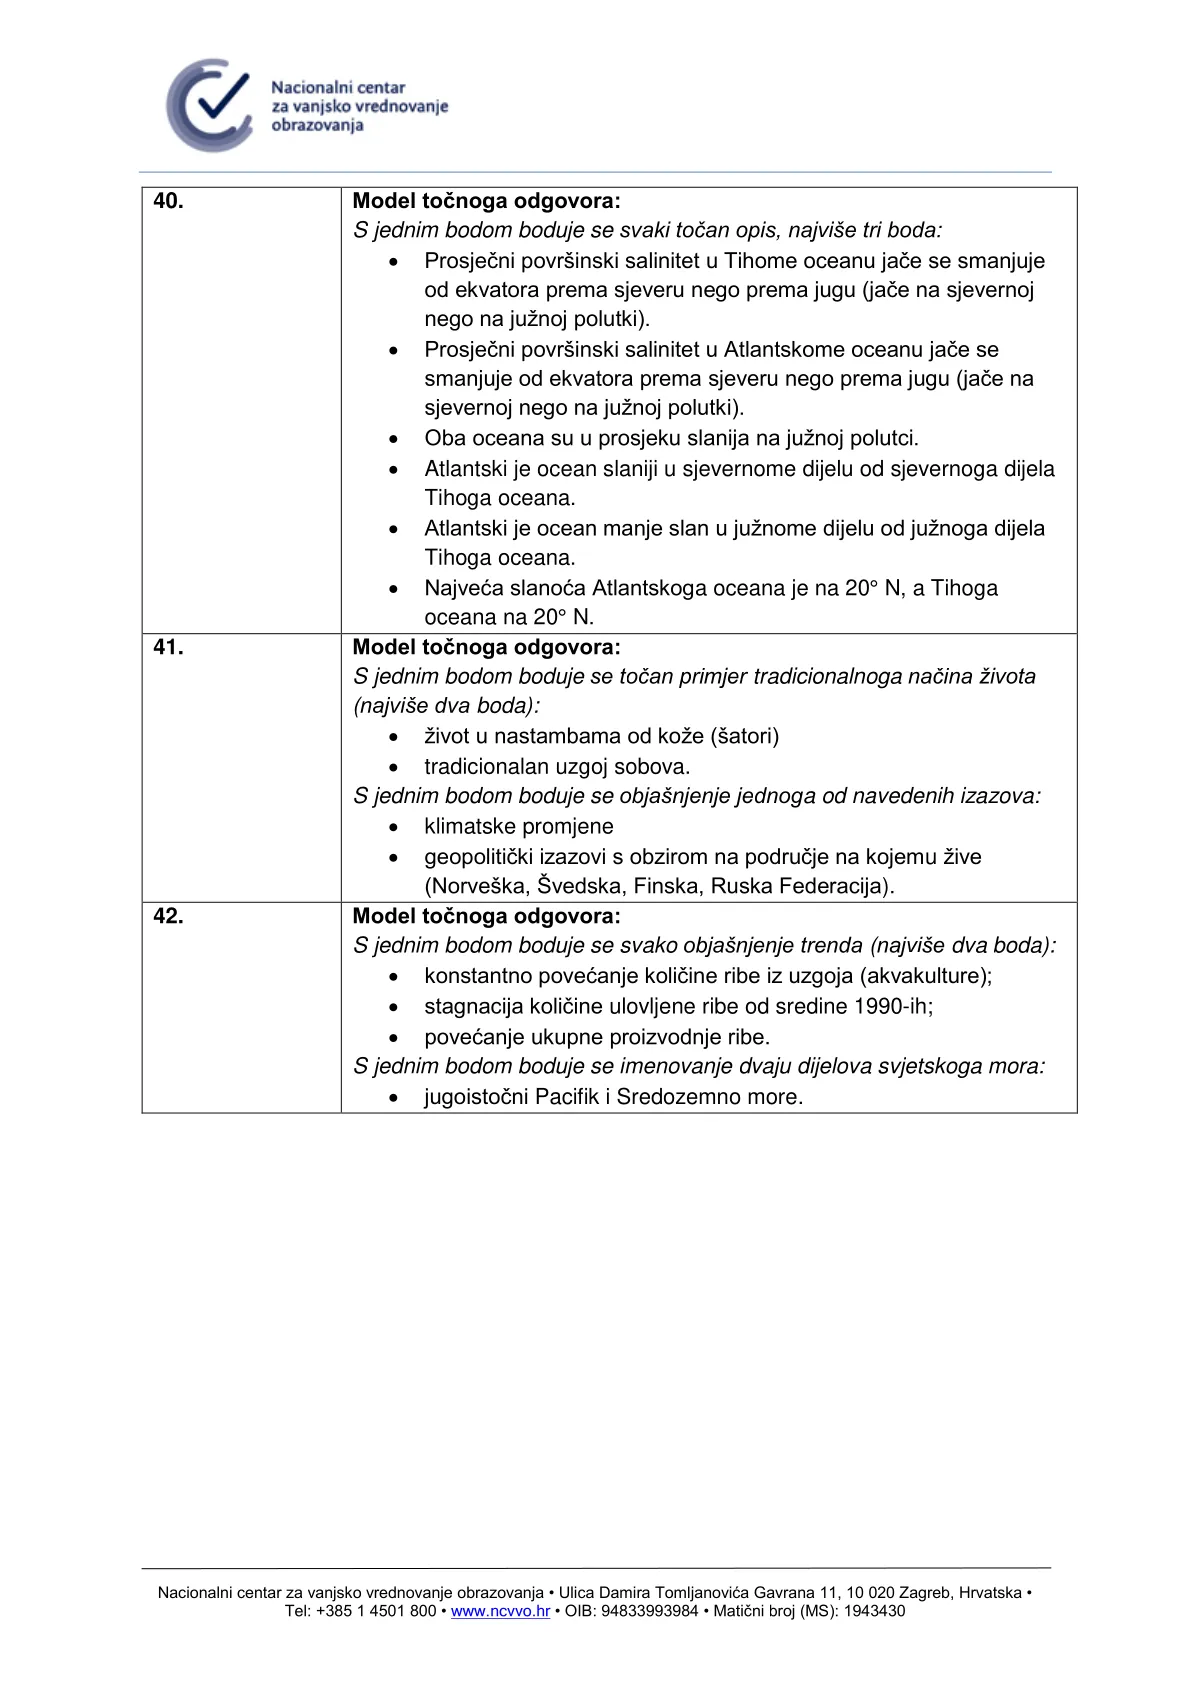 Nacionalni centar
za vanjsko vrednovanje
obrazovanja
40.
Model točnoga odgovora:
S jednim bodom boduje se svaki točan opis, najviše tri boda:
• Prosječni površinski salinitet u Tihome oceanu jače se smanjuje
od ekvatora prema sjeveru nego prema jugu (jače na sjevernoj
nego na južnoj polutki).
• Prosječni površinski salinitet u Atlantskome oceanu jače se
smanjuje od ekvatora prema sjeveru nego prema jugu (jače na
sjevernoj nego na južnoj polutki).
• Oba oceana su u prosjeku slanija na južnoj polutci.
• Atlantski je ocean slaniji u sjevernome dijelu od sjevernoga dijela
Tihoga oceana.
• Atlantski je ocean manje slan u južnome dijelu od južnoga dijela
Tihoga oceana.
• Najveća slanoća Atlantskoga oceana je na 20° N, a Tihoga
oceana na 20° N.
41.
Model točnoga odgovora:
S jednim bodom boduje se točan primjer tradicionalnoga načina života
(najviše dva boda):
• život u nastambama od kože (šatori)
• tradicionalan uzgoj sobova.
S jednim bodom boduje se objašnjenje jednoga od navedenih izazova:
• klimatske promjene
• geopolitički izazovi s obzirom na područje na kojemu žive
(Norveška, Švedska, Finska, Ruska Federacija).
42.
Model točnoga odgovora:
S jednim bodom boduje se svako objašnjenje trenda (najviše dva boda):
• konstantno povećanje količine ribe iz uzgoja (akvakulture);
• stagnacija količine ulovljene ribe od sredine 1990-ih;
• povećanje ukupne proizvodnje ribe.
S jednim bodom boduje se imenovanje dvaju dijelova svjetskoga mora:
• jugoistočni Pacifik i Sredozemno more.
Nacionalni centar za vanjsko vrednovanje obrazovanja • Ulica Damira Tomljanovića Gavrana 11, 10 020 Zagreb, Hrvatska •
Tel: +385 1 4501 800 • www.ncvvo.hr • OIB: 94833993984 • Matični broj (MS): 1943430